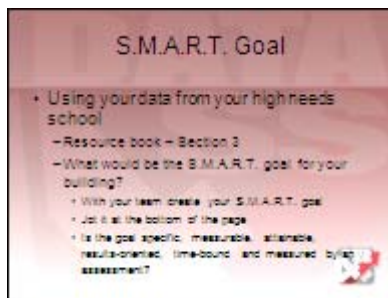 S.M.A.R.T. Goal
• Using your data from your high needs
school
–Resource book – Section 3
–What would be the S.M.A.R.T. goal for your
building?
• With your team create your S.M.A.R.T. goal
• Jot it at the bottom of the page
• Is the goal specific, measurable, attainable,
results-oriented, time-bound and measured by
assessment?